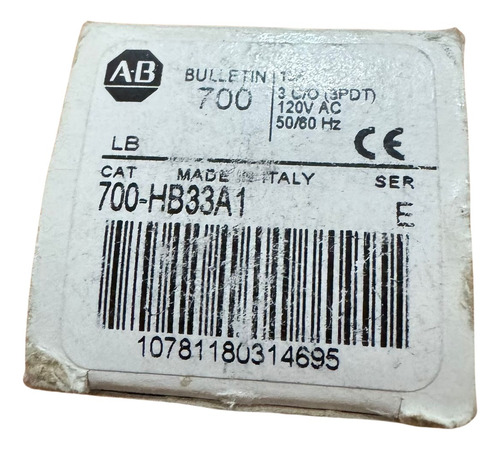 A-B
BULLETIN
700
3 C/O (3PDT)
120V AC
50/60 Hz
CE
LB
CAT MADE IN ITALY SER
700-HB33A1 E
10781180314695